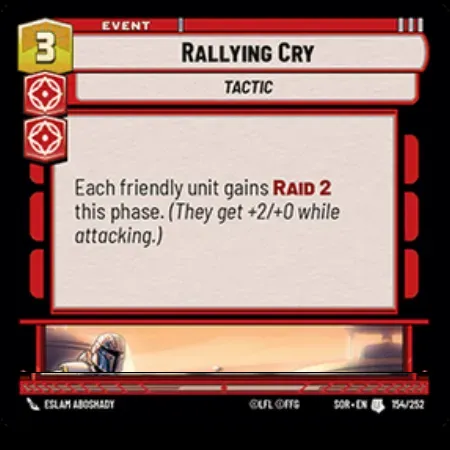 3
EVENT
RALLYING CRY
TACTIC
Each friendly unit gains RAID 2
this phase. (They get +2/+0 while
attacking.)
ESLAM ABOSHADY
©LFL ©FFG
SOR • EN
154/252